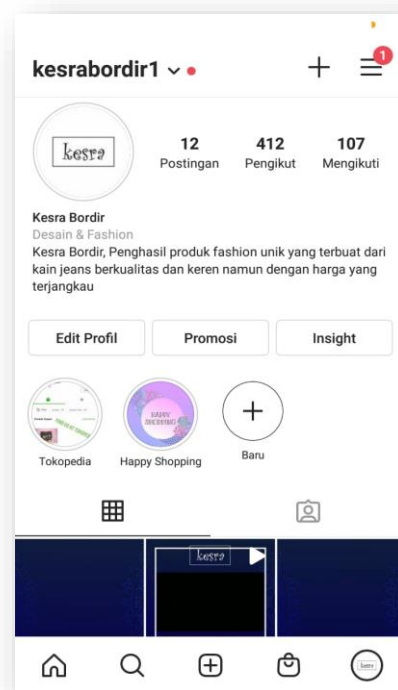 kesrabordir1
1
kesra
12 412 107
Postingan Pengikut Mengikuti
Kesra Bordir
Desain & Fashion
Kesra Bordir, Penghasil produk fashion unik yang terbuat dari
kain jeans berkualitas dan keren namun dengan harga yang
terjangkau
Edit Profil Promosi Insight
HAPPY
SHOPPING
Tokopedia Happy Shopping Baru
kesra
kesra